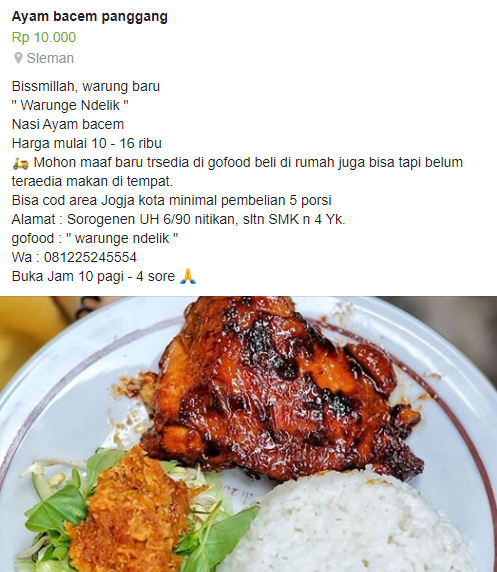 Ayam bacem panggang
Rp 10.000
Sleman
Bissmillah, warung baru
" Warunge Ndelik "
Nasi Ayam bacem
Harga mulai 10 - 16 ribu
🛵 Mohon maaf baru trsedia di gofood beli di rumah juga bisa tapi belum
teraedia makan di tempat.
Bisa cod area Jogja kota minimal pembelian 5 porsi
Alamat : Sorogenen UH 6/90 nitikan, sltn SMK n 4 Yk.
gofood : " warunge ndelik "
Wa : 081225245554
Buka Jam 10 pagi - 4 sore 🙏